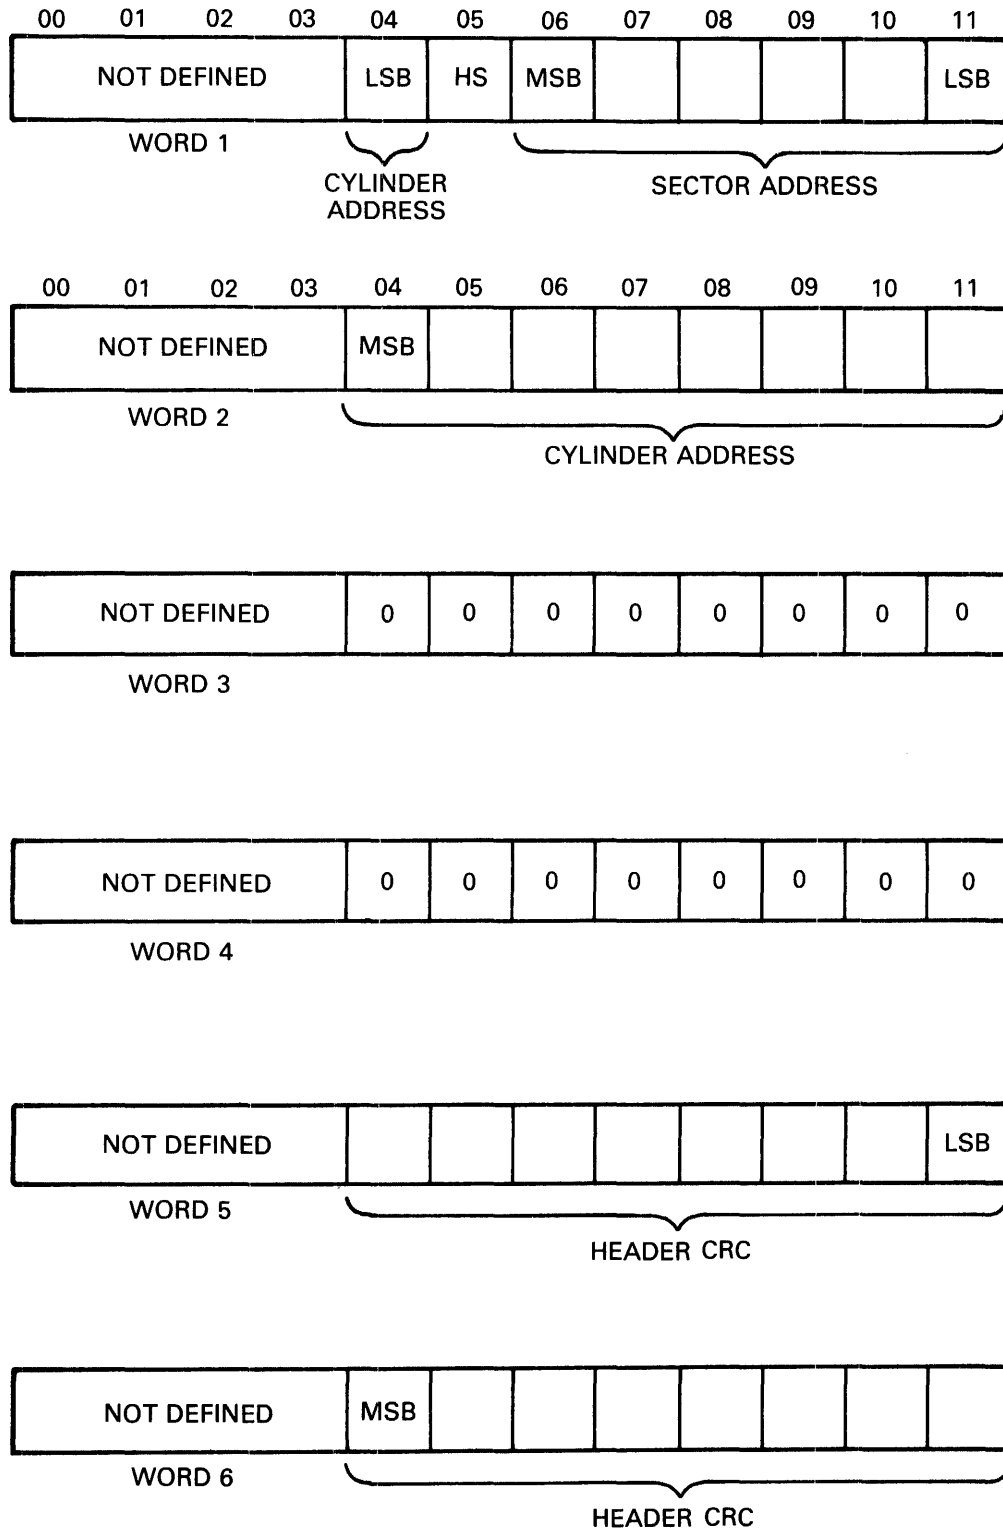 00 01 02 03 04 05 06 07 08 09 10 11
NOT DEFINED LSB HS MSB LSB
WORD 1
CYLINDER
ADDRESS
SECTOR ADDRESS
00 01 02 03 04 05 06 07 08 09 10 11
NOT DEFINED MSB
WORD 2
CYLINDER ADDRESS
NOT DEFINED 0 0 0 0 0 0 0 0
WORD 3
NOT DEFINED 0 0 0 0 0 0 0 0
WORD 4
NOT DEFINED LSB
WORD 5
HEADER CRC
NOT DEFINED MSB
WORD 6
HEADER CRC